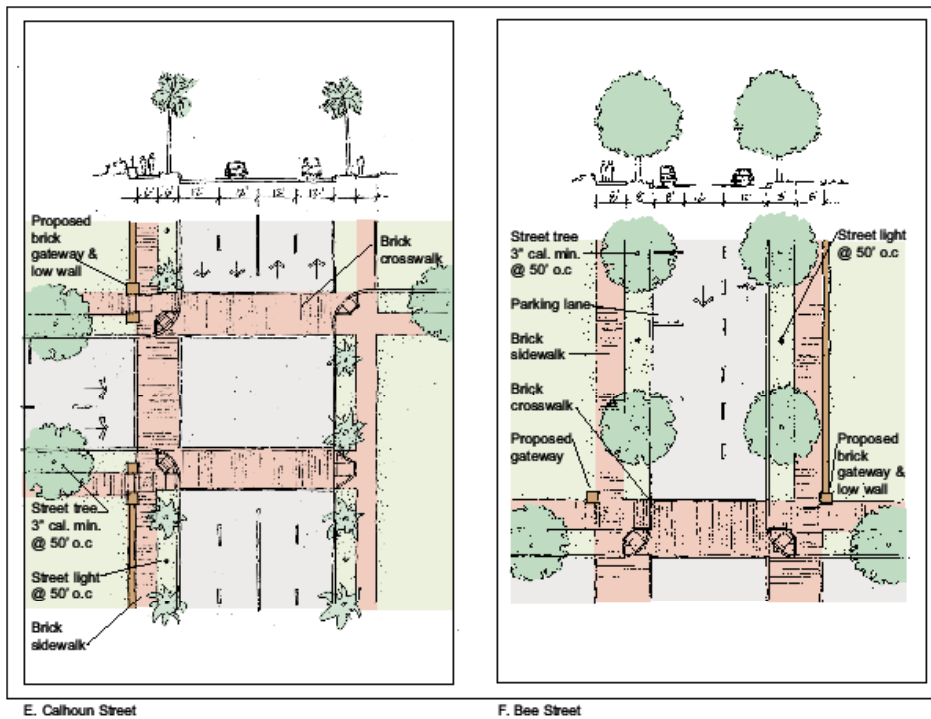 Proposed
brick
gateway &
low wall
Brick
crosswalk
Street tree
3" cal. min.
@ 50' o.c
Street light
@ 50' o.c
Brick
sidewalk
E. Calhoun Street
Street tree
3" cal. min.
@ 50' o.c
Street light
@ 50' o.c
Parking lane
Brick
sidewalk
Brick
crosswalk
Proposed
gateway
Proposed
brick
gateway &
low wall
F. Bee Street